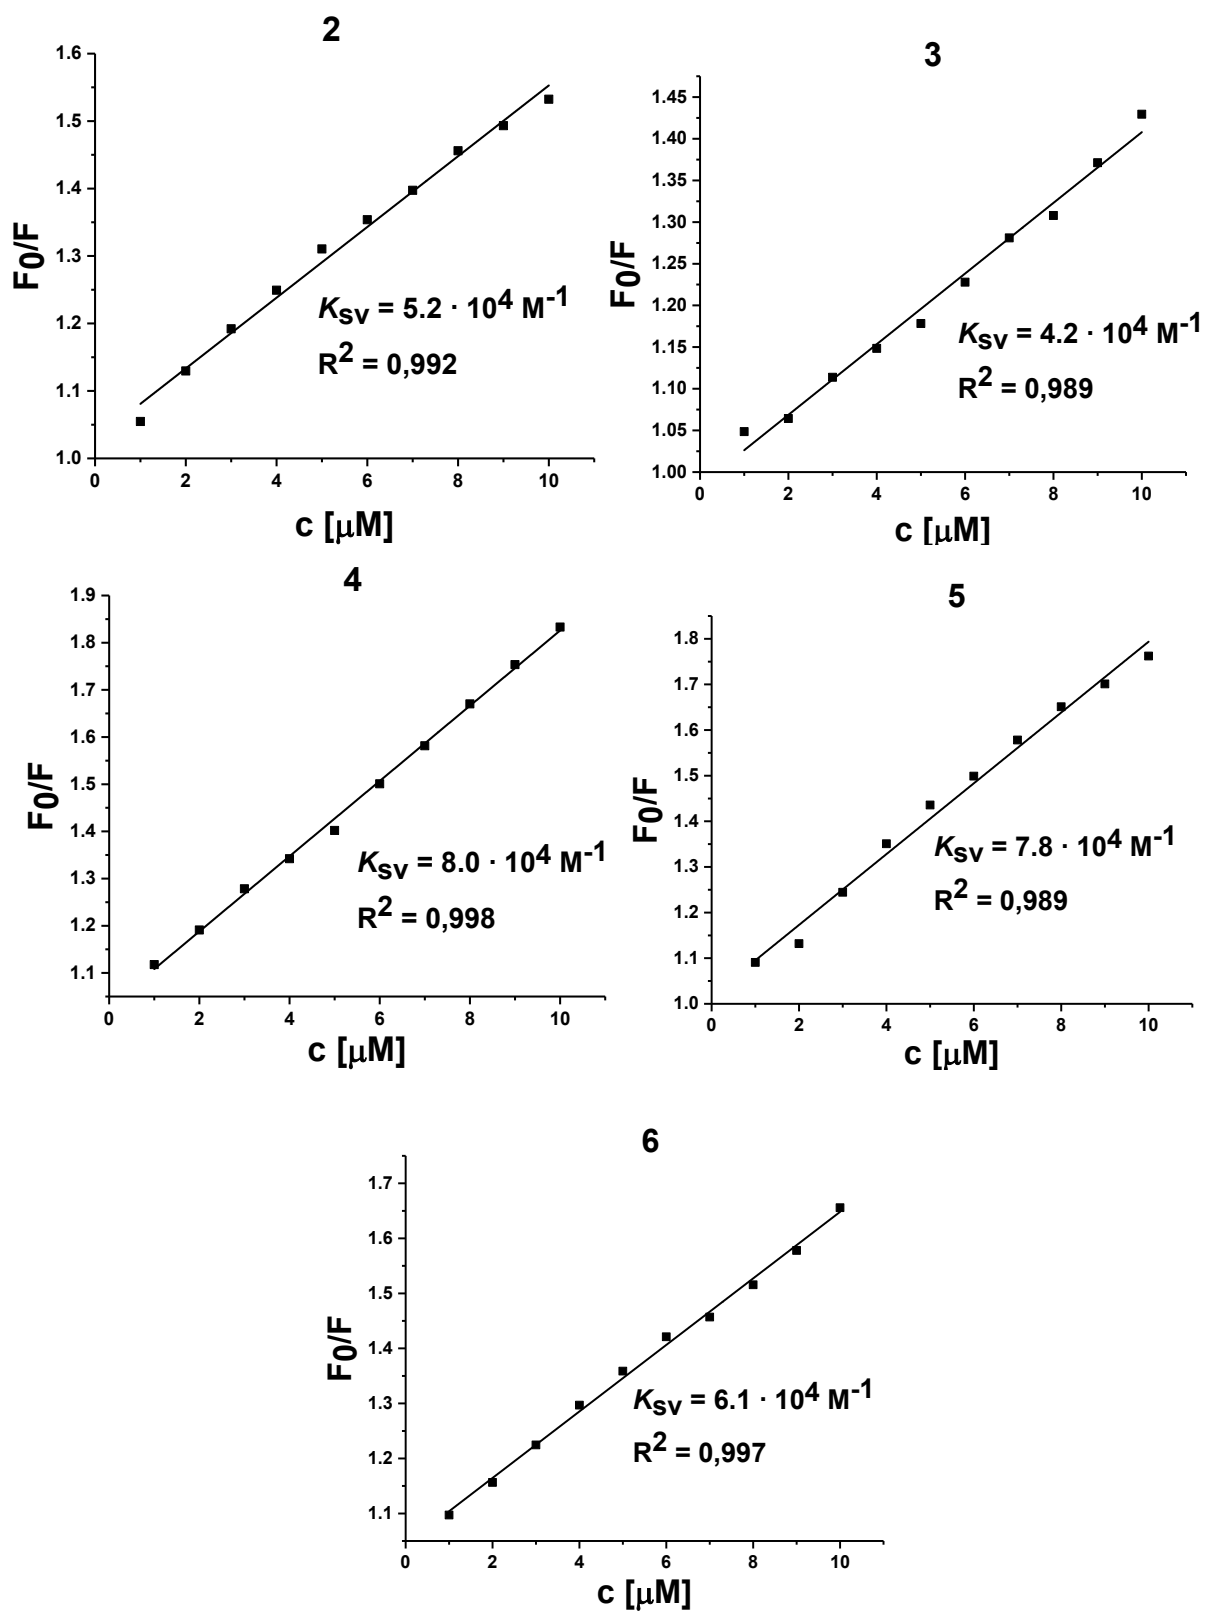 2
1.6
1.5
1.4
1.3
1.2
1.1
1.0
F0/F
Ksv = 5.2 · 10^4 M^-1
R^2 = 0,992
0 2 4 6 8 10
c [μM]
3
1.45
1.40
1.35
1.30
1.25
1.20
1.15
1.10
1.05
1.00
F0/F
Ksv = 4.2 · 10^4 M^-1
R^2 = 0,989
0 2 4 6 8 10
c [μM]
4
1.9
1.8
1.7
1.6
1.5
1.4
1.3
1.2
1.1
F0/F
Ksv = 8.0 · 10^4 M^-1
R^2 = 0,998
0 2 4 6 8 10
c [μM]
5
1.8
1.7
1.6
1.5
1.4
1.3
1.2
1.1
1.0
F0/F
Ksv = 7.8 · 10^4 M^-1
R^2 = 0,989
0 2 4 6 8 10
c [μM]
6
1.7
1.6
1.5
1.4
1.3
1.2
1.1
F0/F
Ksv = 6.1 · 10^4 M^-1
R^2 = 0,997
0 2 4 6 8 10
c [μM]